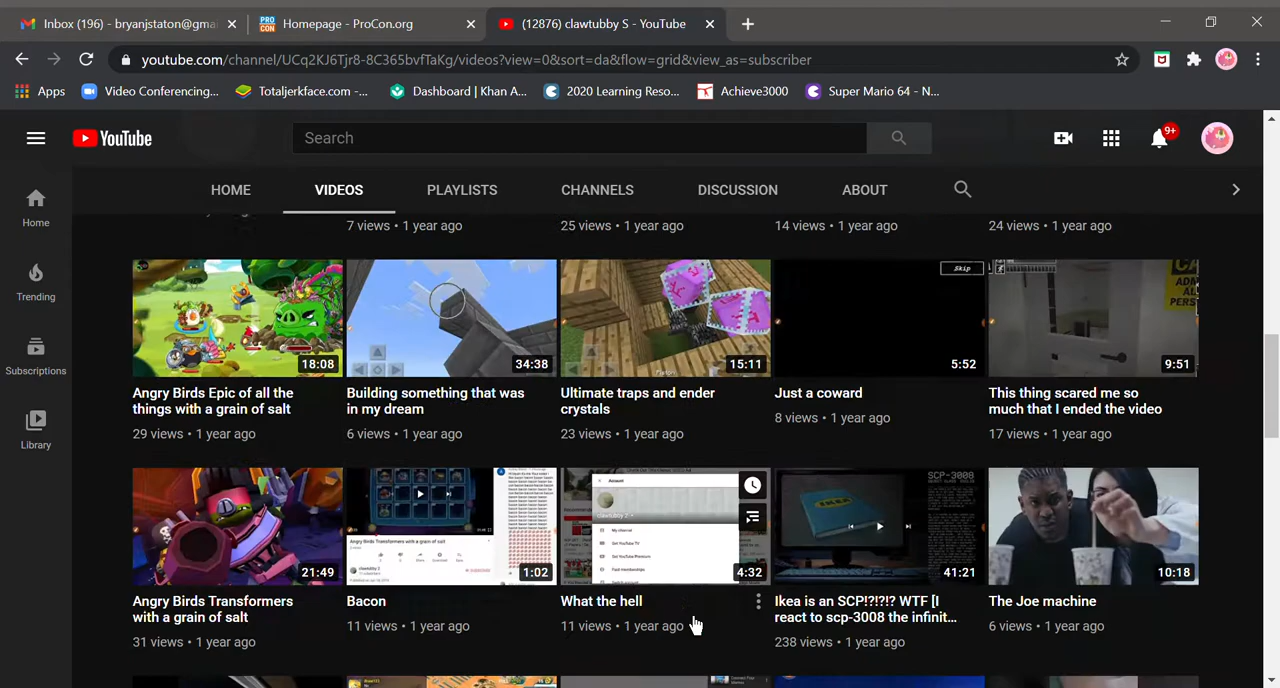 Inbox (196) - bryanjstaton@gma
Homepage - ProCon.org
(12876) clawtubby S - YouTube
youtube.com/channel/UCq2KJ6Tjr8-8C365bvfTaKg/videos?view=0&sort=da&flow=grid&view_as=subscriber
Apps
Video Conferencing...
Totaljerkface.com -...
Dashboard | Khan A...
2020 Learning Reso...
Achieve3000
Super Mario 64 - N...
YouTube
Search
9+
HOME
VIDEOS
PLAYLISTS
CHANNELS
DISCUSSION
ABOUT
Home
Trending
Subscriptions
Library
7 views • 1 year ago
25 views • 1 year ago
14 views • 1 year ago
24 views • 1 year ago
18:08
34:38
15:11
Skip
5:52
9:51
Angry Birds Epic of all the
things with a grain of salt
29 views • 1 year ago
Building something that was
in my dream
6 views • 1 year ago
Ultimate traps and ender
crystals
23 views • 1 year ago
Just a coward
8 views • 1 year ago
This thing scared me so
much that I ended the video
17 views • 1 year ago
21:49
Angry Birds Transformers with a grain of salt
1:02
Account
4:32
IKEA
SCP-3008
41:21
10:18
Angry Birds Transformers
with a grain of salt
31 views • 1 year ago
Bacon
11 views • 1 year ago
What the hell
11 views • 1 year ago
Ikea is an SCP!?!?!? WTF [I
react to scp-3008 the infinit...
238 views • 1 year ago
The Joe machine
6 views • 1 year ago